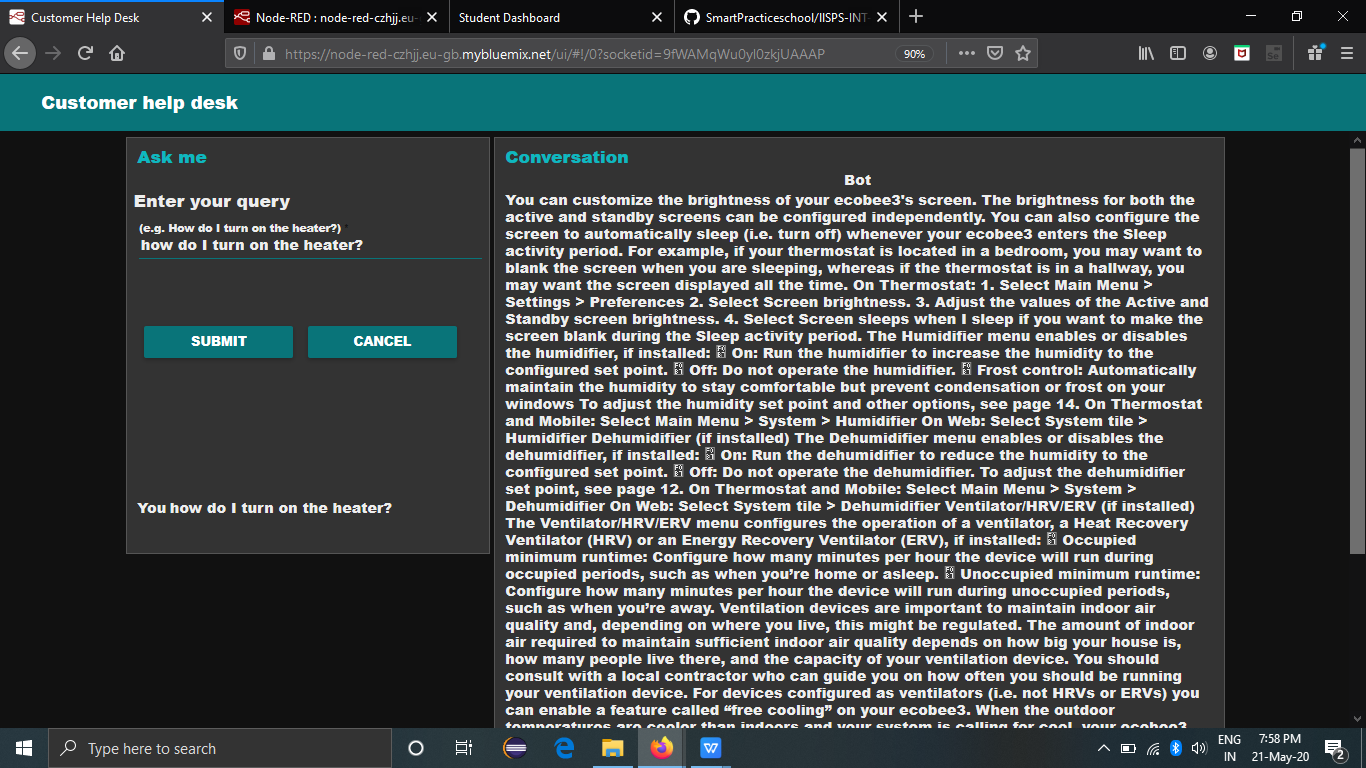 Customer Help Desk
Node-RED : node-red-czhjj.eu-
Student Dashboard
SmartPracticeschool/IISPS-INT-
https://node-red-czhjj.eu-gb.mybluemix.net/ui/#!/0?socketid=9fWAMqWu0yl0zkjUAAAP
90%
Customer help desk
Ask me
Enter your query
(e.g. How do I turn on the heater?) *
how do I turn on the heater?
SUBMIT
CANCEL
You how do I turn on the heater?
Conversation
Bot
You can customize the brightness of your ecobee3's screen. The brightness for both the
active and standby screens can be configured independently. You can also configure the
screen to automatically sleep (i.e. turn off) whenever your ecobee3 enters the Sleep
activity period. For example, if your thermostat is located in a bedroom, you may want to
blank the screen when you are sleeping, whereas if the thermostat is in a hallway, you
may want the screen displayed all the time. On Thermostat: 1. Select Main Menu >
Settings > Preferences 2. Select Screen brightness. 3. Adjust the values of the Active and
Standby screen brightness. 4. Select Screen sleeps when I sleep if you want to make the
screen blank during the Sleep activity period. The Humidifier menu enables or disables
the humidifier, if installed:  On: Run the humidifier to increase the humidity to the
configured set point.  Off: Do not operate the humidifier.  Frost control: Automatically
maintain the humidity to stay comfortable but prevent condensation or frost on your
windows To adjust the humidity set point and other options, see page 14. On Thermostat
and Mobile: Select Main Menu > System > Humidifier On Web: Select System tile >
Humidifier Dehumidifier (if installed) The Dehumidifier menu enables or disables the
dehumidifier, if installed:  On: Run the dehumidifier to reduce the humidity to the
configured set point.  Off: Do not operate the dehumidifier. To adjust the dehumidifier
set point, see page 12. On Thermostat and Mobile: Select Main Menu > System >
Dehumidifier On Web: Select System tile > Dehumidifier Ventilator/HRV/ERV (if installed)
The Ventilator/HRV/ERV menu configures the operation of a ventilator, a Heat Recovery
Ventilator (HRV) or an Energy Recovery Ventilator (ERV), if installed:  Occupied
minimum runtime: Configure how many minutes per hour the device will run during
occupied periods, such as when you’re home or asleep.  Unoccupied minimum runtime:
Configure how many minutes per hour the device will run during unoccupied periods,
such as when you’re away. Ventilation devices are important to maintain indoor air
quality and, depending on where you live, this might be regulated. The amount of indoor
air required to maintain sufficient indoor air quality depends on how big your house is,
how many people live there, and the capacity of your ventilation device. You should
consult with a local contractor who can guide you on how often you should be running
your ventilation device. For devices configured as ventilators (i.e. not HRVs or ERVs) you
can enable a feature called “free cooling” on your ecobee3. When the outdoor
temperatures are cooler than indoors and your system is calling for cool, your ecobee3
Type here to search
ENG
IN
7:58 PM
21-May-20
2